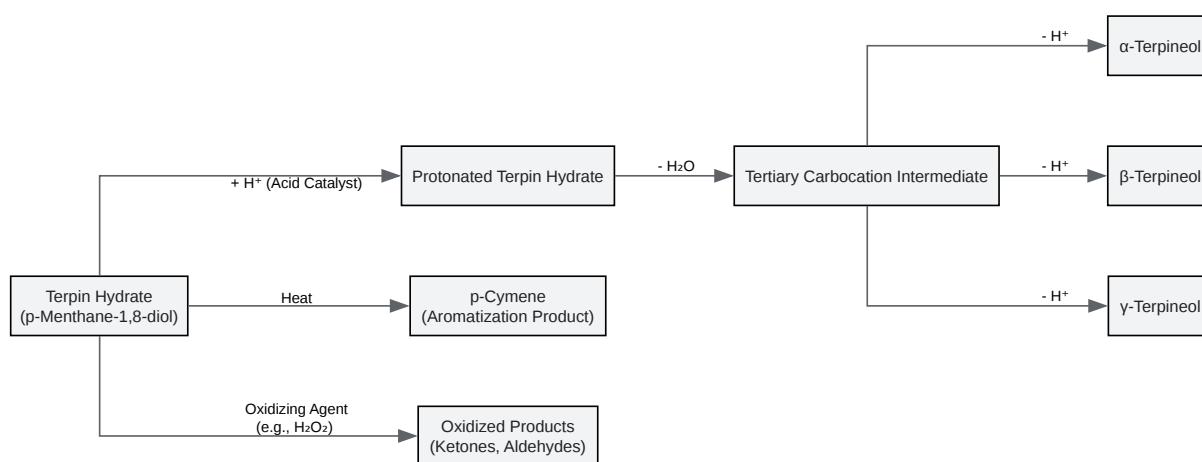 - H⁺
α-Terpineol
+ H⁺ (Acid Catalyst)
Protonated Terpin Hydrate
- H₂O
Tertiary Carbocation Intermediate
- H⁺
β-Terpineol
Terpin Hydrate
(p-Menthane-1,8-diol)
Heat
p-Cymene
(Aromatization Product)
- H⁺
γ-Terpineol
Oxidizing Agent
(e.g., H₂O₂)
Oxidized Products
(Ketones, Aldehydes)